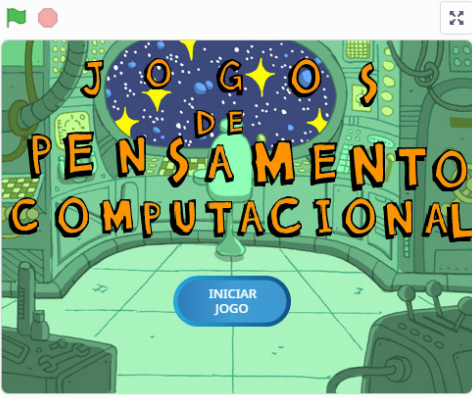 JOGOS
DE
PENSAMENTO
COMPUTACIONAL
INICIAR
JOGO